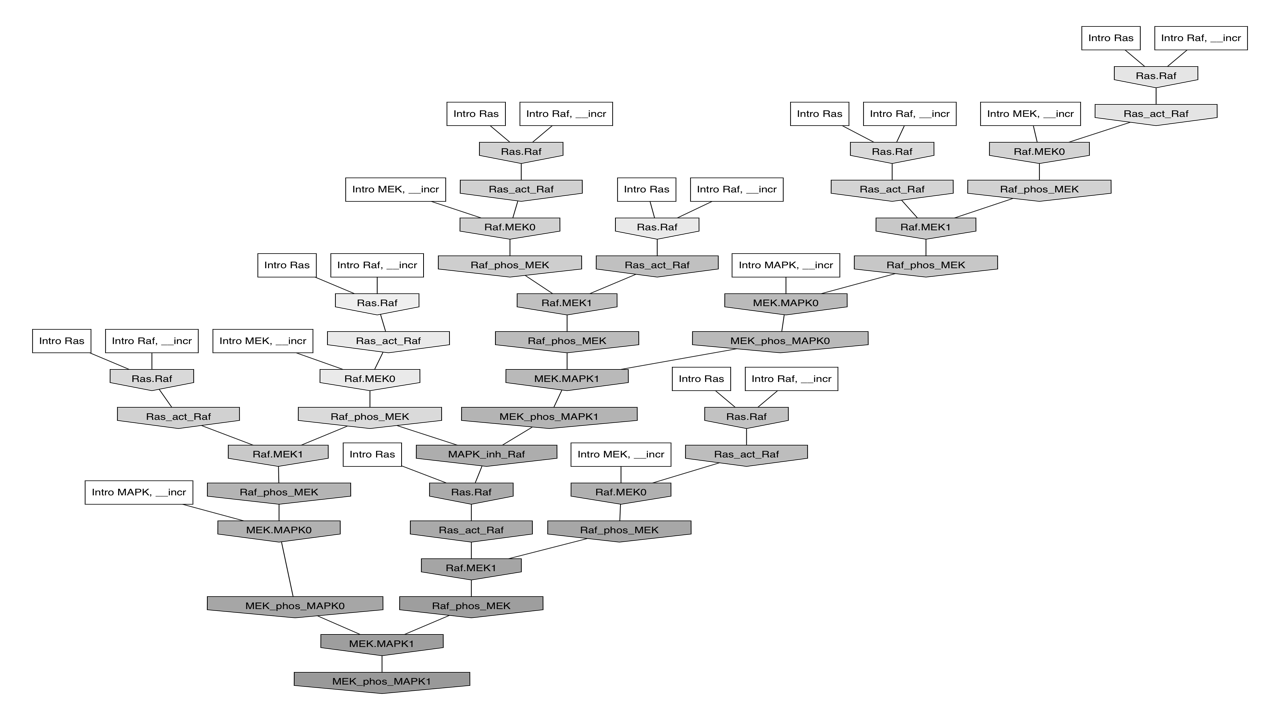 Intro Ras
Intro Raf, __incr
Ras.Raf
Intro Ras
Intro Raf, __incr
Intro Ras
Intro Raf, __incr
Intro MEK, __incr
Ras_act_Raf
Ras.Raf
Ras.Raf
Raf.MEK0
Intro MEK, __incr
Ras_act_Raf
Intro Ras
Intro Raf, __incr
Ras_act_Raf
Raf_phos_MEK
Raf.MEK0
Ras.Raf
Raf.MEK1
Intro Ras
Intro Raf, __incr
Raf_phos_MEK
Ras_act_Raf
Intro MAPK, __incr
Raf_phos_MEK
Ras.Raf
Raf.MEK1
MEK.MAPK0
Intro Ras
Intro Raf, __incr
Intro MEK, __incr
Ras_act_Raf
Raf_phos_MEK
MEK_phos_MAPK0
Ras.Raf
Raf.MEK0
MEK.MAPK1
Intro Ras
Intro Raf, __incr
Ras_act_Raf
Raf_phos_MEK
MEK_phos_MAPK1
Ras.Raf
Raf.MEK1
Intro Ras
MAPK_inh_Raf
Intro MEK, __incr
Ras_act_Raf
Intro MAPK, __incr
Raf_phos_MEK
Ras.Raf
Raf.MEK0
MEK.MAPK0
Ras_act_Raf
Raf_phos_MEK
Raf.MEK1
MEK_phos_MAPK0
Raf_phos_MEK
MEK.MAPK1
MEK_phos_MAPK1